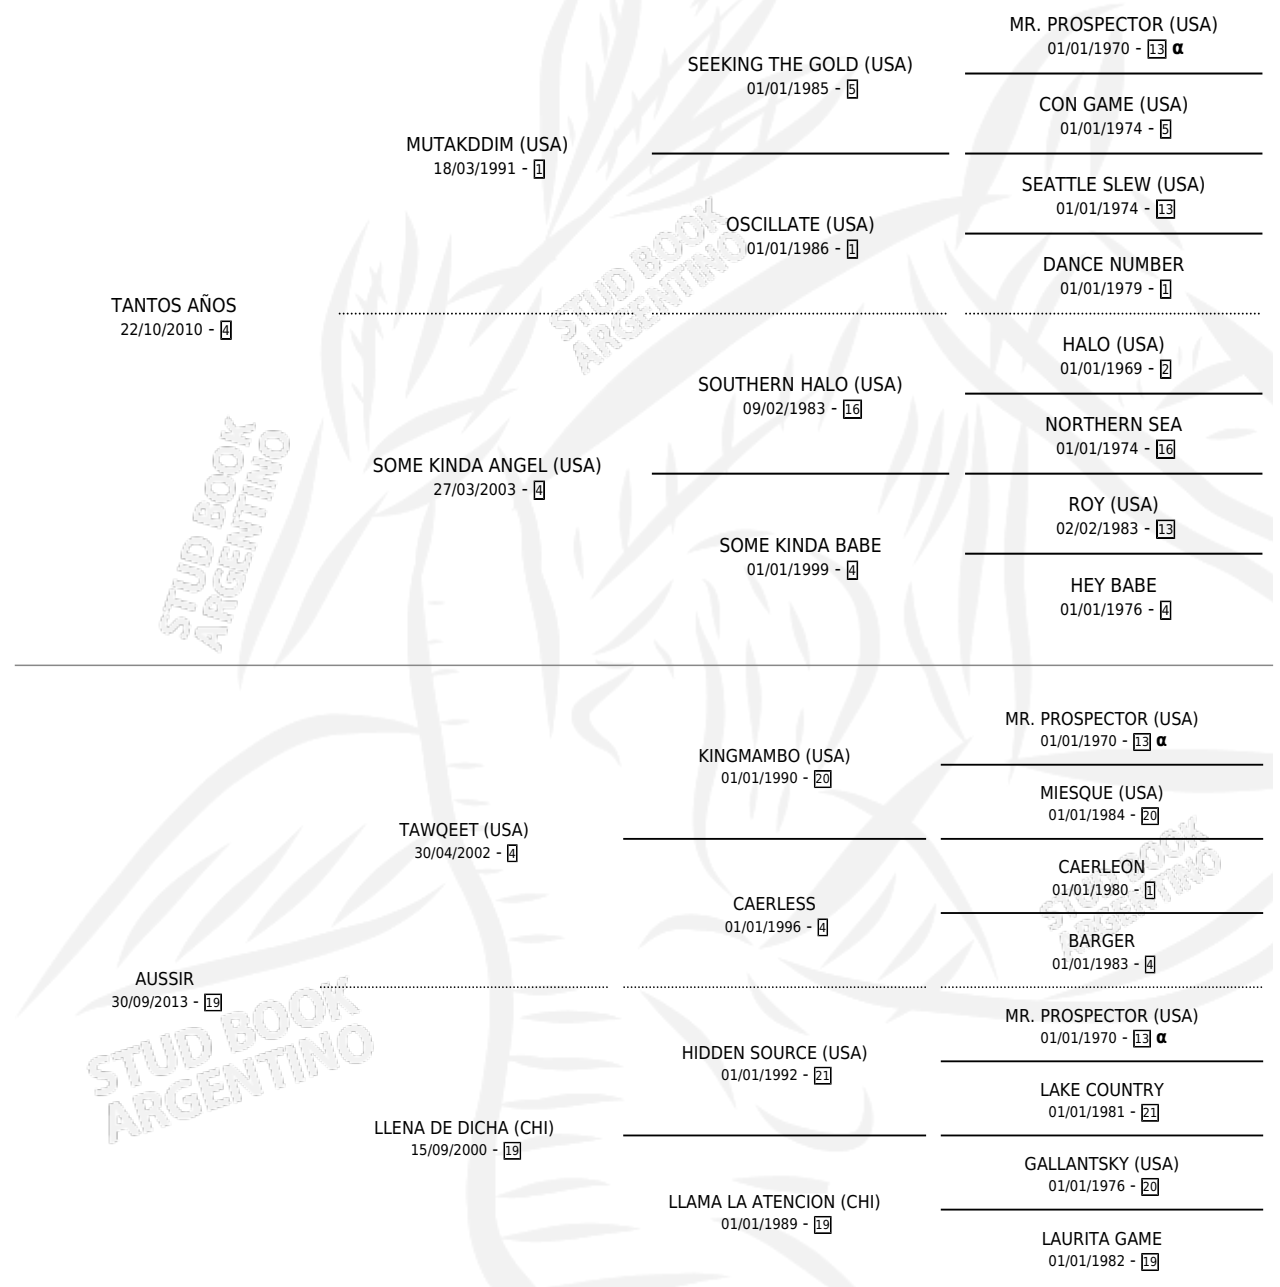 MR. PROSPECTOR (USA)
01/01/1970 - 13 α
SEEKING THE GOLD (USA)
01/01/1985 - 5
CON GAME (USA)
01/01/1974 - 5
MUTAKDDIM (USA)
18/03/1991 - 1
SEATTLE SLEW (USA)
01/01/1974 - 13
OSCILLATE (USA)
01/01/1986 - 1
DANCE NUMBER
01/01/1979 - 1
TANTOS AÑOS
22/10/2010 - 4
HALO (USA)
01/01/1969 - 2
SOUTHERN HALO (USA)
09/02/1983 - 16
NORTHERN SEA
01/01/1974 - 16
SOME KINDA ANGEL (USA)
27/03/2003 - 4
ROY (USA)
02/02/1983 - 13
SOME KINDA BABE
01/01/1999 - 4
HEY BABE
01/01/1976 - 4
STUD BOOK
ARGENTINO
STUD BOOK
ARGENTINO
MR. PROSPECTOR (USA)
01/01/1970 - 13 α
KINGMAMBO (USA)
01/01/1990 - 20
MIESQUE (USA)
01/01/1984 - 20
TAWQEET (USA)
30/04/2002 - 4
CAERLEON
01/01/1980 - 1
CAERLESS
01/01/1996 - 4
BARGER
01/01/1983 - 4
AUSSIR
30/09/2013 - 19
MR. PROSPECTOR (USA)
01/01/1970 - 13 α
HIDDEN SOURCE (USA)
01/01/1992 - 21
LAKE COUNTRY
01/01/1981 - 21
LLENA DE DICHA (CHI)
15/09/2000 - 19
GALLANTSKY (USA)
01/01/1976 - 20
LLAMA LA ATENCION (CHI)
01/01/1989 - 19
LAURITA GAME
01/01/1982 - 19
STUD BOOK
ARGENTINO
STUD BOOK
ARGENTINO